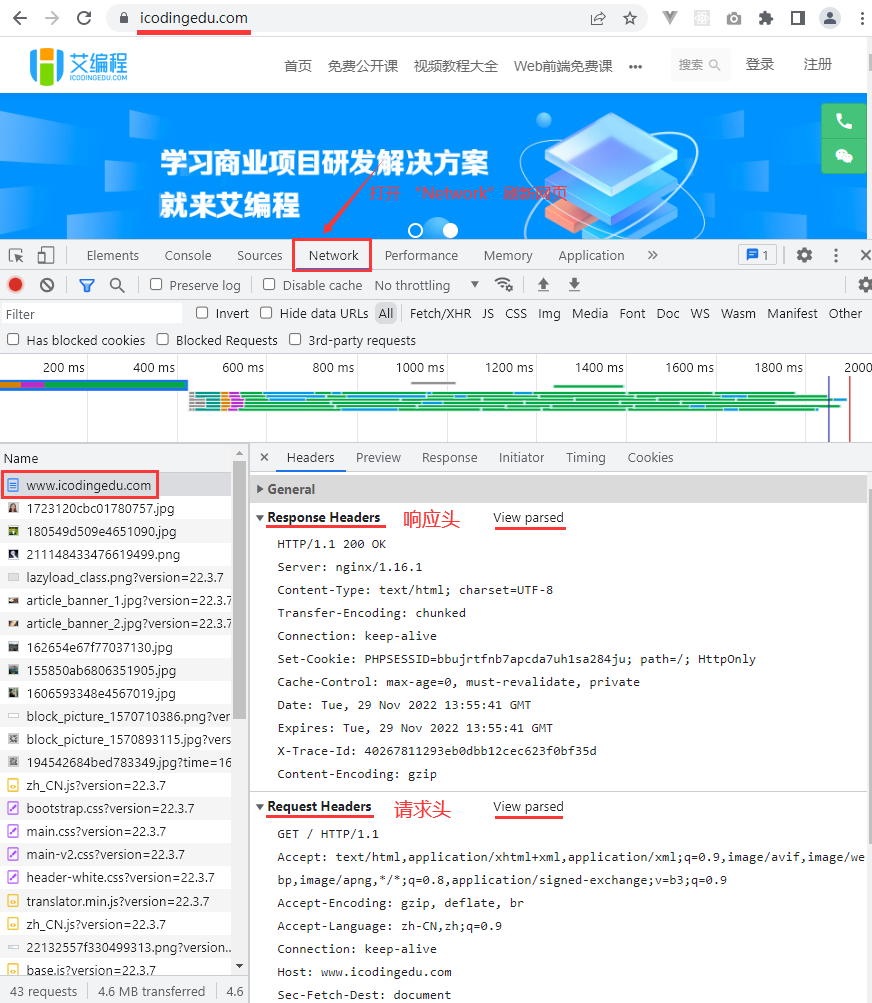 icodingedu.com
艾编程
ICODINGEDU.COM
首页 免费公开课 视频教程大全 Web前端免费课 ••• 搜索 登录 注册
学习商业项目研发解决方案
就来艾编程
打开 “Network” 刷新网页
Elements Console Sources Network Performance Memory Application » 1
Preserve log Disable cache No throttling
Filter Invert Hide data URLs All Fetch/XHR JS CSS Img Media Font Doc WS Wasm Manifest Other
Has blocked cookies Blocked Requests 3rd-party requests
200 ms 400 ms 600 ms 800 ms 1000 ms 1200 ms 1400 ms 1600 ms 1800 ms 2000
Name
www.icodingedu.com
1723120cbc01780757.jpg
180549d509e4651090.jpg
211148433476619499.png
lazyload_class.png?version=22.3.7
article_banner_1.jpg?version=22.3.7
article_banner_2.jpg?version=22.3.7
162654e67f77037130.jpg
155850ab6806351905.jpg
1606593348e4567019.jpg
block_picture_1570710386.png?ver
block_picture_1570893115.jpg?vers
194542684bed783349.jpg?time=16
zh_CN.js?version=22.3.7
bootstrap.css?version=22.3.7
main.css?version=22.3.7
main-v2.css?version=22.3.7
header-white.css?version=22.3.7
translator.min.js?version=22.3.7
zh_CN.js?version=22.3.7
22132557f330499313.png?version...
base.js?version=22.3.7
43 requests 4.6 MB transferred 4.6
Headers Preview Response Initiator Timing Cookies
General
Response Headers 响应头 View parsed
HTTP/1.1 200 OK
Server: nginx/1.16.1
Content-Type: text/html; charset=UTF-8
Transfer-Encoding: chunked
Connection: keep-alive
Set-Cookie: PHPSESSID=bbujrtfnb7apcda7uh1sa284ju; path=/; HttpOnly
Cache-Control: max-age=0, must-revalidate, private
Date: Tue, 29 Nov 2022 13:55:41 GMT
Expires: Tue, 29 Nov 2022 13:55:41 GMT
X-Trace-Id: 40267811293eb0dbb12cec623f0bf35d
Content-Encoding: gzip
Request Headers 请求头 View parsed
GET / HTTP/1.1
Accept: text/html,application/xhtml+xml,application/xml;q=0.9,image/avif,image/we
bp,image/apng,*/*;q=0.8,application/signed-exchange;v=b3;q=0.9
Accept-Encoding: gzip, deflate, br
Accept-Language: zh-CN,zh;q=0.9
Connection: keep-alive
Host: www.icodingedu.com
Sec-Fetch-Dest: document